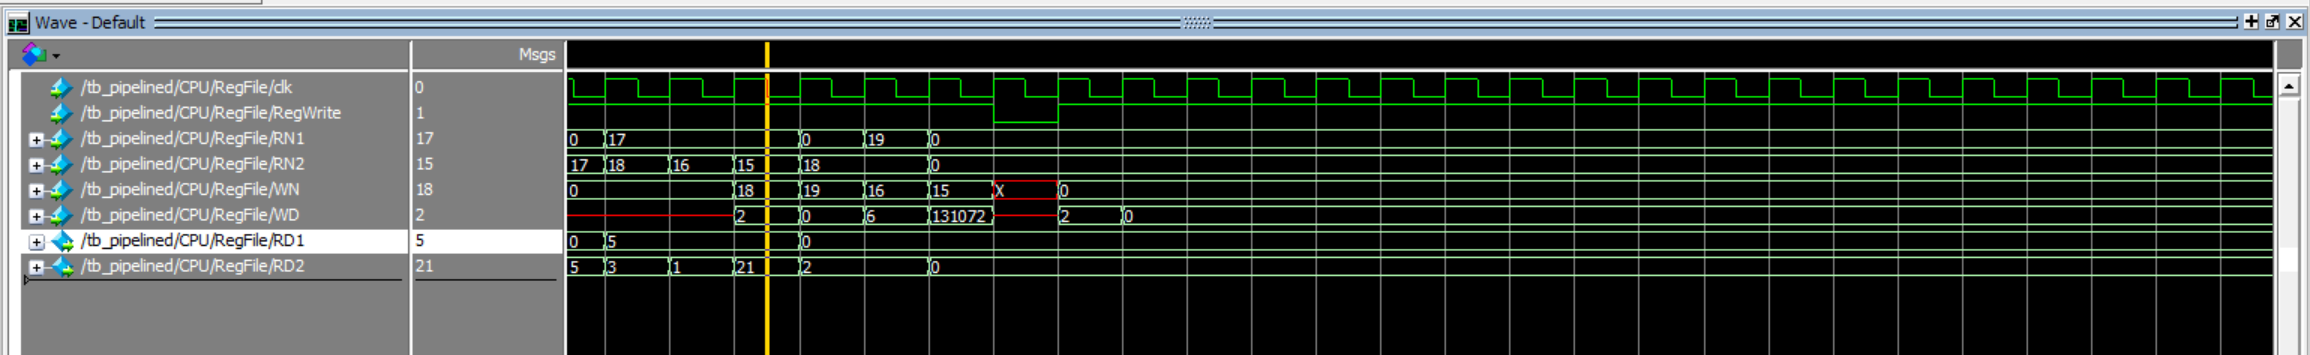 Wave - Default
Msgs
/tb_pipelined/CPU/RegFile/clk 0
/tb_pipelined/CPU/RegFile/RegWrite 1
/tb_pipelined/CPU/RegFile/RN1 17 0 17 0 19 0
/tb_pipelined/CPU/RegFile/RN2 15 17 18 16 15 18 0
/tb_pipelined/CPU/RegFile/WN 18 0 18 19 16 15 X 0
/tb_pipelined/CPU/RegFile/WD 2 2 0 6 131072 2 0
/tb_pipelined/CPU/RegFile/RD1 5 0 5 0
/tb_pipelined/CPU/RegFile/RD2 21 5 3 1 21 2 0